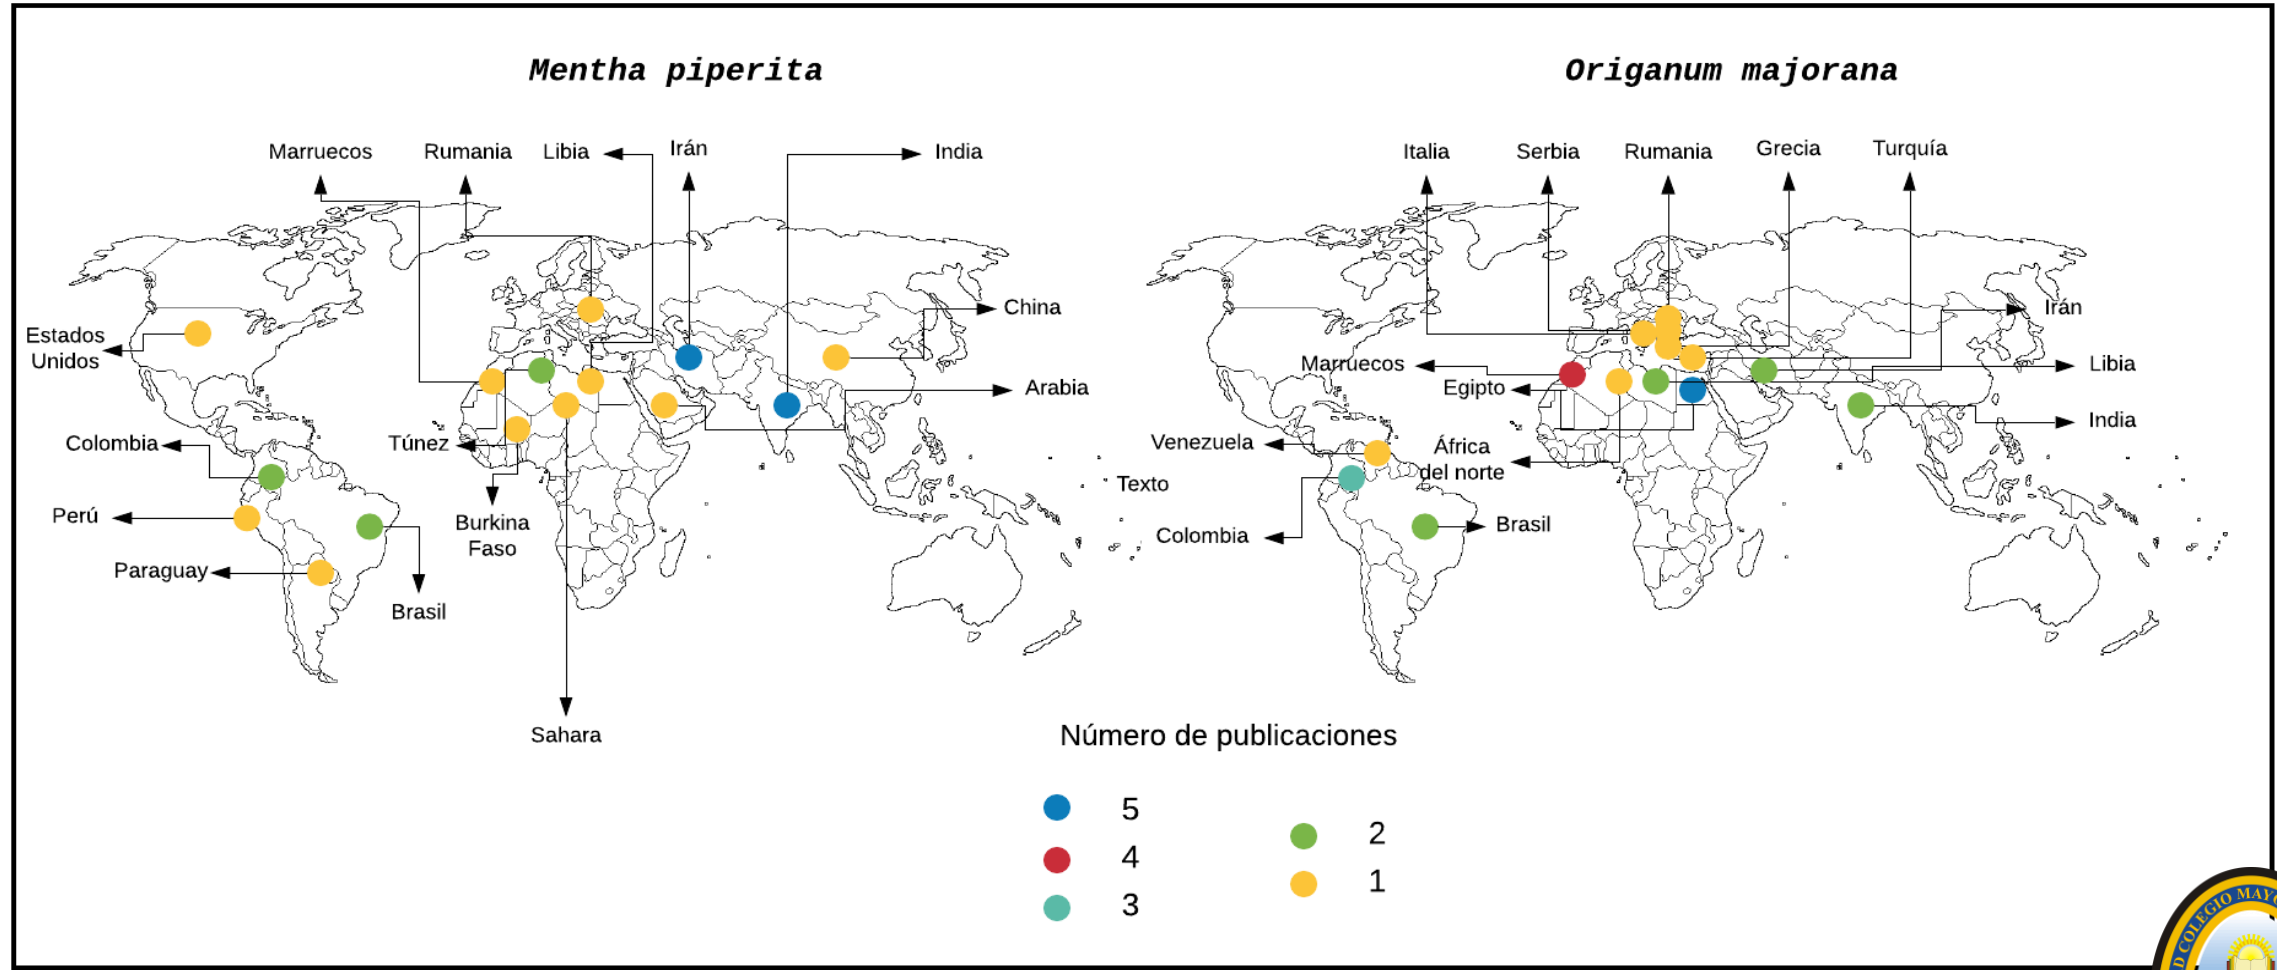 Mentha piperita
Origanum majorana
Marruecos
Rumania
Libia
Irán
India
China
Estados
Unidos
Arabia
Colombia
Túnez
Perú
Burkina
Faso
Paraguay
Brasil
Sahara
Italia
Serbia
Rumania
Grecia
Turquía
Irán
Marruecos
Libia
Egipto
India
Venezuela
África
del norte
Texto
Colombia
Brasil
Número de publicaciones
5
4
3
2
1
D COLEGIO MAYO